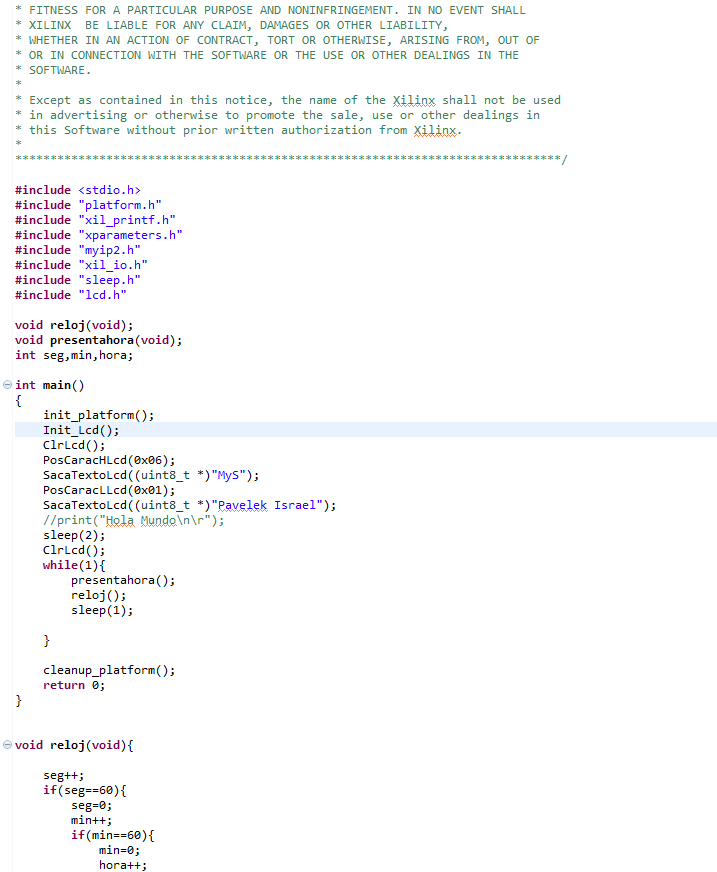 * FITNESS FOR A PARTICULAR PURPOSE AND NONINFRINGEMENT. IN NO EVENT SHALL
* XILINX  BE LIABLE FOR ANY CLAIM, DAMAGES OR OTHER LIABILITY,
* WHETHER IN AN ACTION OF CONTRACT, TORT OR OTHERWISE, ARISING FROM, OUT OF
* OR IN CONNECTION WITH THE SOFTWARE OR THE USE OR OTHER DEALINGS IN THE
* SOFTWARE.
*
* Except as contained in this notice, the name of the Xilinx shall not be used
* in advertising or otherwise to promote the sale, use or other dealings in
* this Software without prior written authorization from Xilinx.
*
******************************************************************************/
#include <stdio.h>
#include "platform.h"
#include "xil_printf.h"
#include "xparameters.h"
#include "myip2.h"
#include "xil_io.h"
#include "sleep.h"
#include "lcd.h"
void reloj(void);
void presentahora(void);
int seg,min,hora;
int main()
{
    init_platform();
    Init_Lcd();
    ClrLcd();
    PosCaracHLcd(0x06);
    SacaTextoLcd((uint8_t *)"MyS");
    PosCaracLLcd(0x01);
    SacaTextoLcd((uint8_t *)"Pavelek Israel");
    //print("Hola Mundo\n\r");
    sleep(2);
    ClrLcd();
    while(1){
        presentahora();
        reloj();
        sleep(1);
    }
    cleanup_platform();
    return 0;
}
void reloj(void){
    seg++;
    if(seg==60){
        seg=0;
        min++;
        if(min==60){
            min=0;
            hora++;